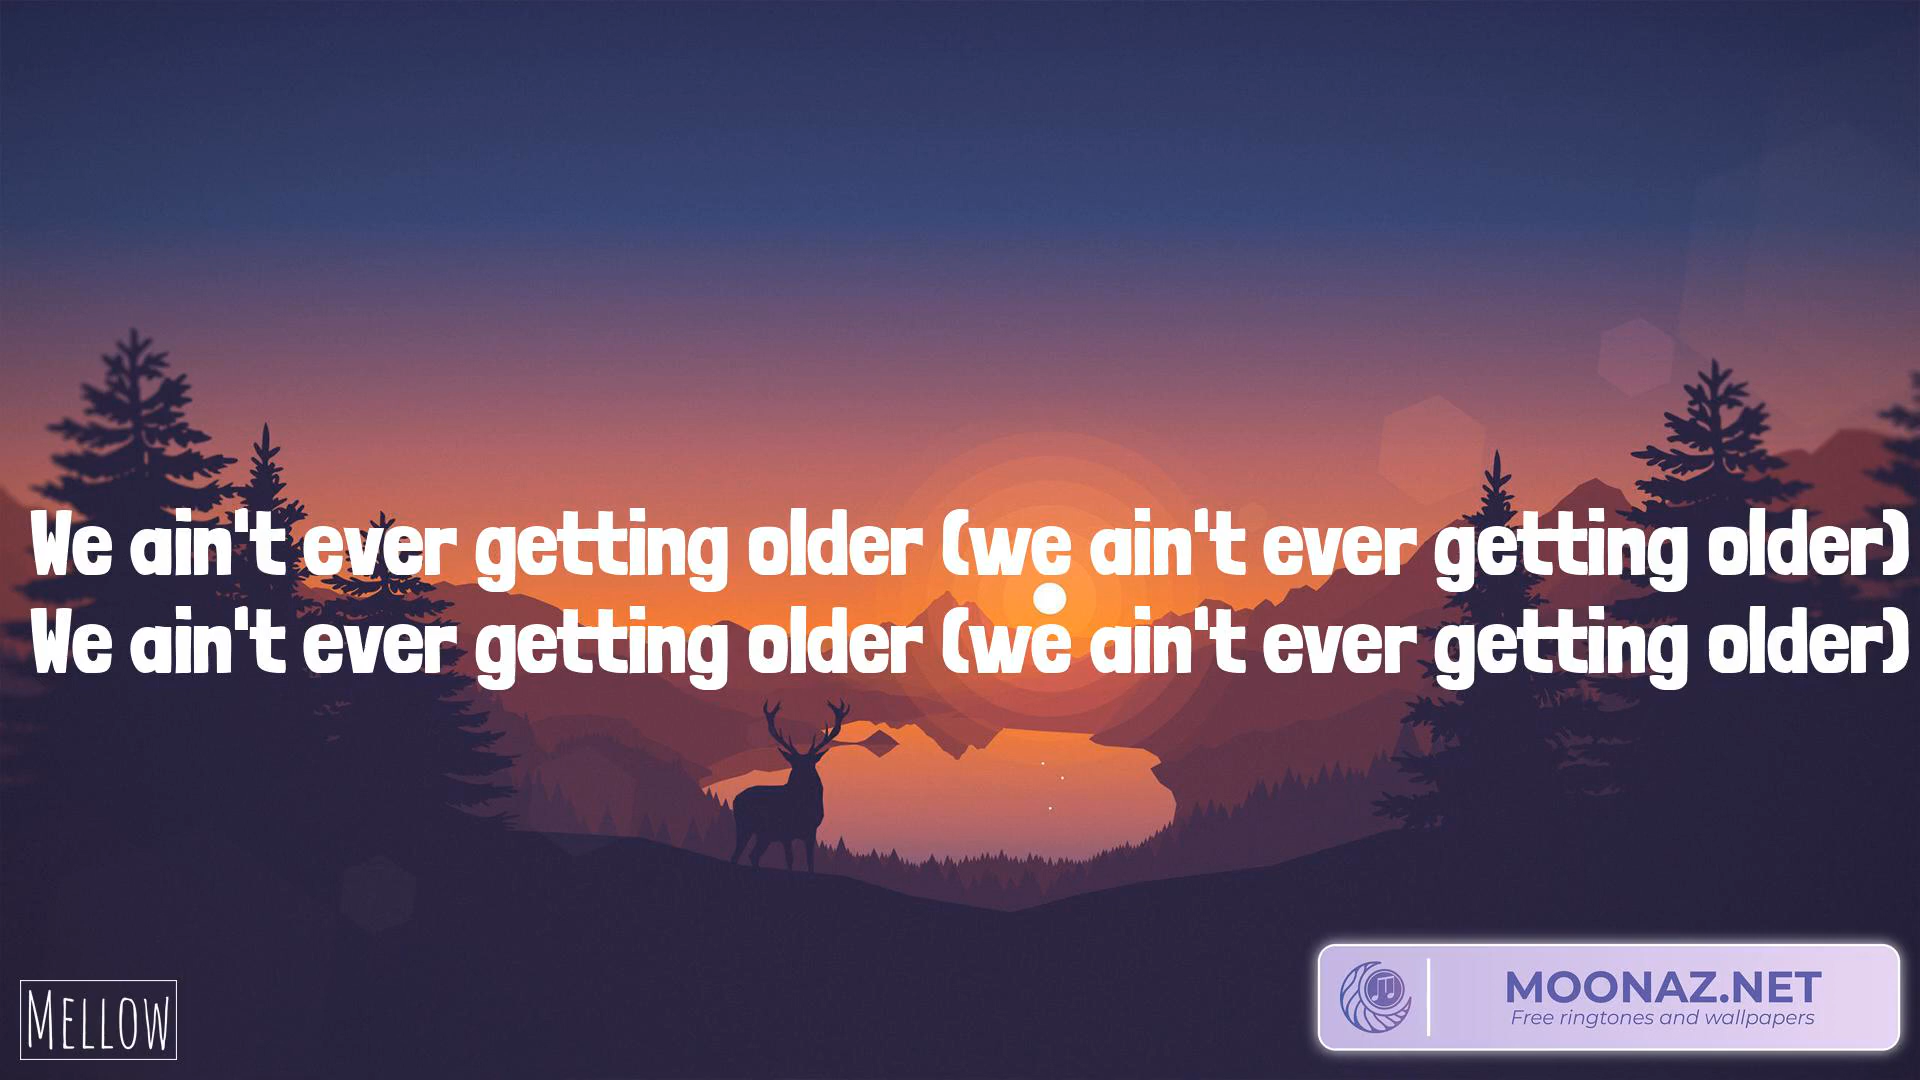 We ain't ever getting older (we ain't ever getting older)
We ain't ever getting older (we ain't ever getting older)
MELLOW
MOONAZ.NET
Free ringtones and wallpapers